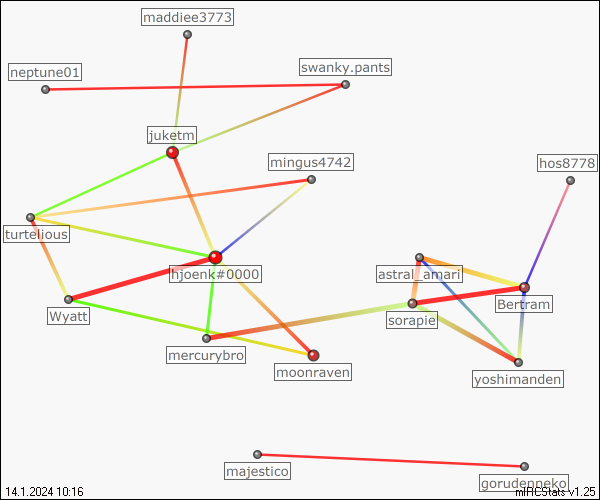 maddiee3773
neptune01
swanky.pants
juketm
mingus4742
hos8778
turtelious
hjoenk#0000
astral_amari
Bertram
Wyatt
sorapie
mercurybro
moonraven
yoshimanden
majestico
gorudenneko
14.1.2024 10:16
mIRCStats v1.25